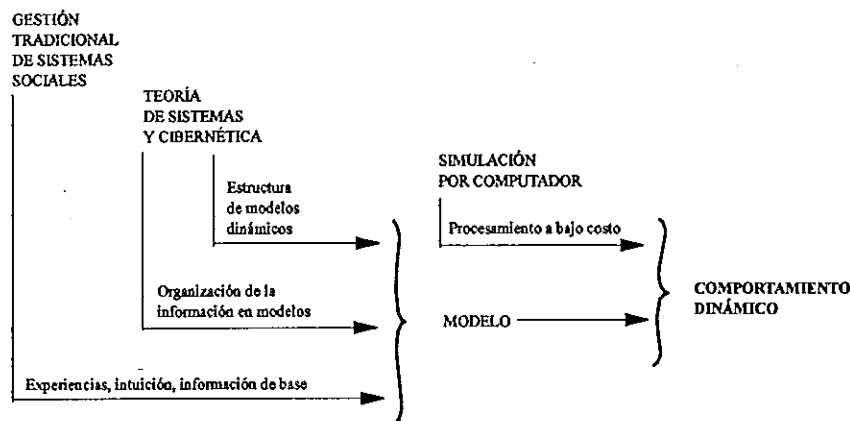 GESTIÓN
TRADICIONAL
DE SISTEMAS
SOCIALES
TEORÍA
DE SISTEMAS
Y CIBERNÉTICA
Estructura
de modelos
dinámicos
SIMULACIÓN
POR COMPUTADOR
Procesamiento a bajo costo
Organización de la
información en modelos
MODELO
COMPORTAMIENTO
DINÁMICO
Experiencias, intuición, información de base